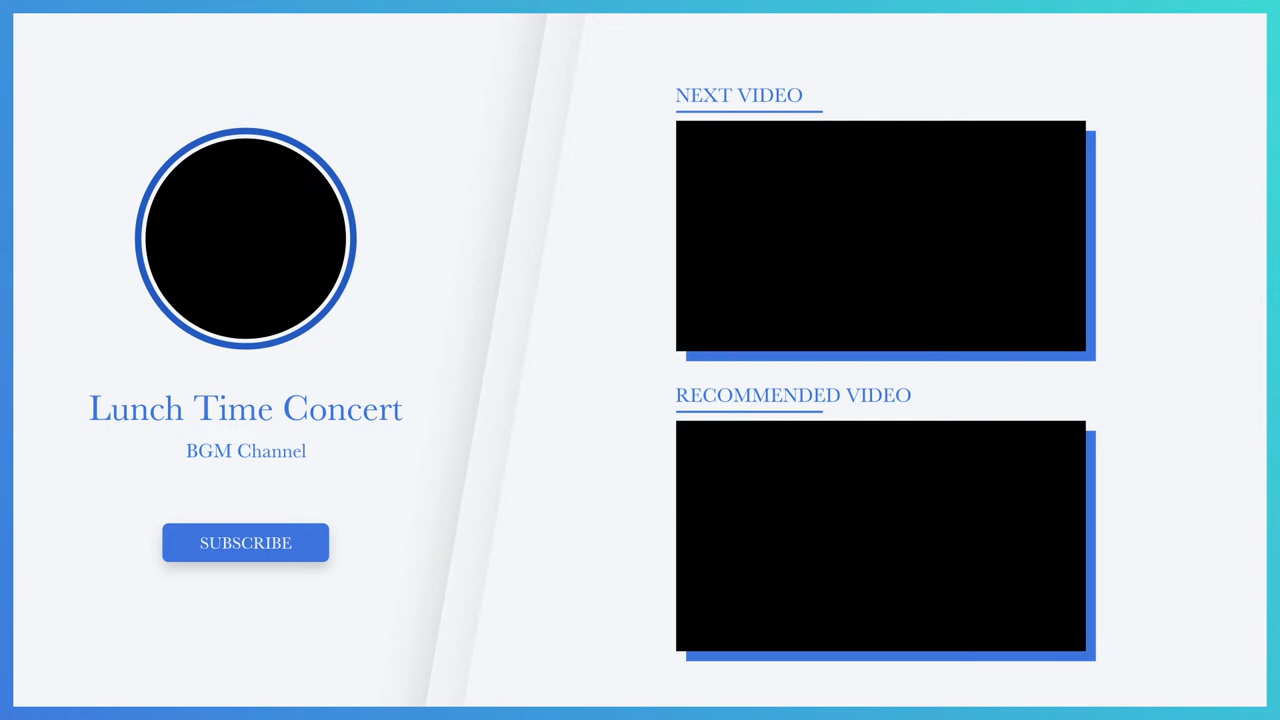 Lunch Time Concert
BGM Channel
SUBSCRIBE
NEXT VIDEO
RECOMMENDED VIDEO